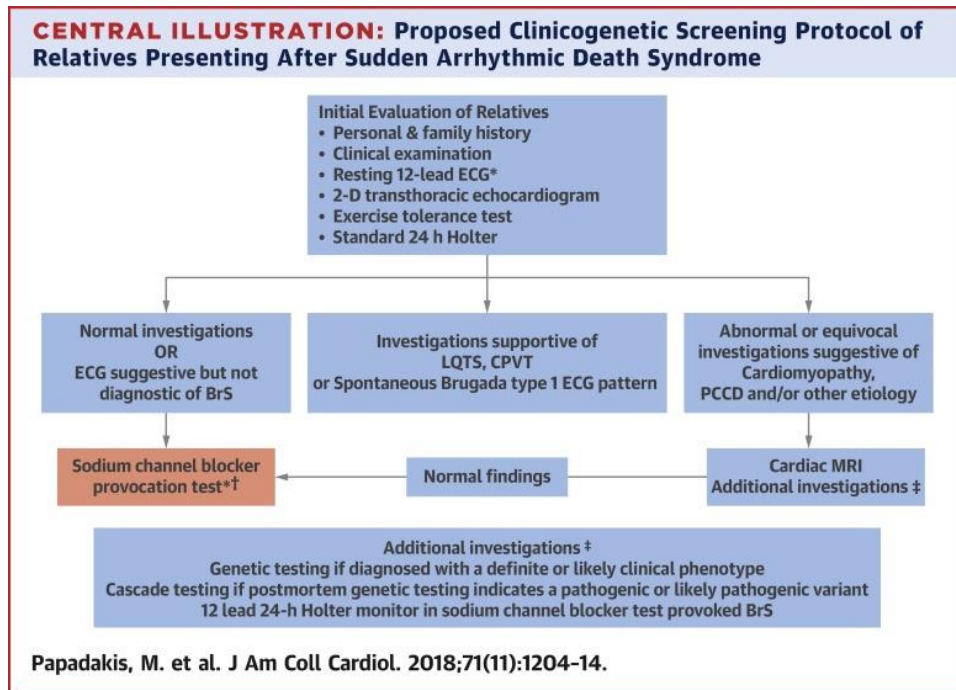 CENTRAL ILLUSTRATION: Proposed Clinicogenetic Screening Protocol of
Relatives Presenting After Sudden Arrhythmic Death Syndrome
Initial Evaluation of Relatives
• Personal & family history
• Clinical examination
• Resting 12-lead ECG*
• 2-D transthoracic echocardiogram
• Exercise tolerance test
• Standard 24 h Holter
Normal investigations
OR
ECG suggestive but not
diagnostic of BrS
Investigations supportive of
LQTS, CPVT
or Spontaneous Brugada type 1 ECG pattern
Abnormal or equivocal
investigations suggestive of
Cardiomyopathy,
PCCD and/or other etiology
Sodium channel blocker
provocation test*†
Normal findings
Cardiac MRI
Additional investigations ‡
Additional investigations ‡
Genetic testing if diagnosed with a definite or likely clinical phenotype
Cascade testing if postmortem genetic testing indicates a pathogenic or likely pathogenic variant
12 lead 24-h Holter monitor in sodium channel blocker test provoked BrS
Papadakis, M. et al. J Am Coll Cardiol. 2018;71(11):1204–14.